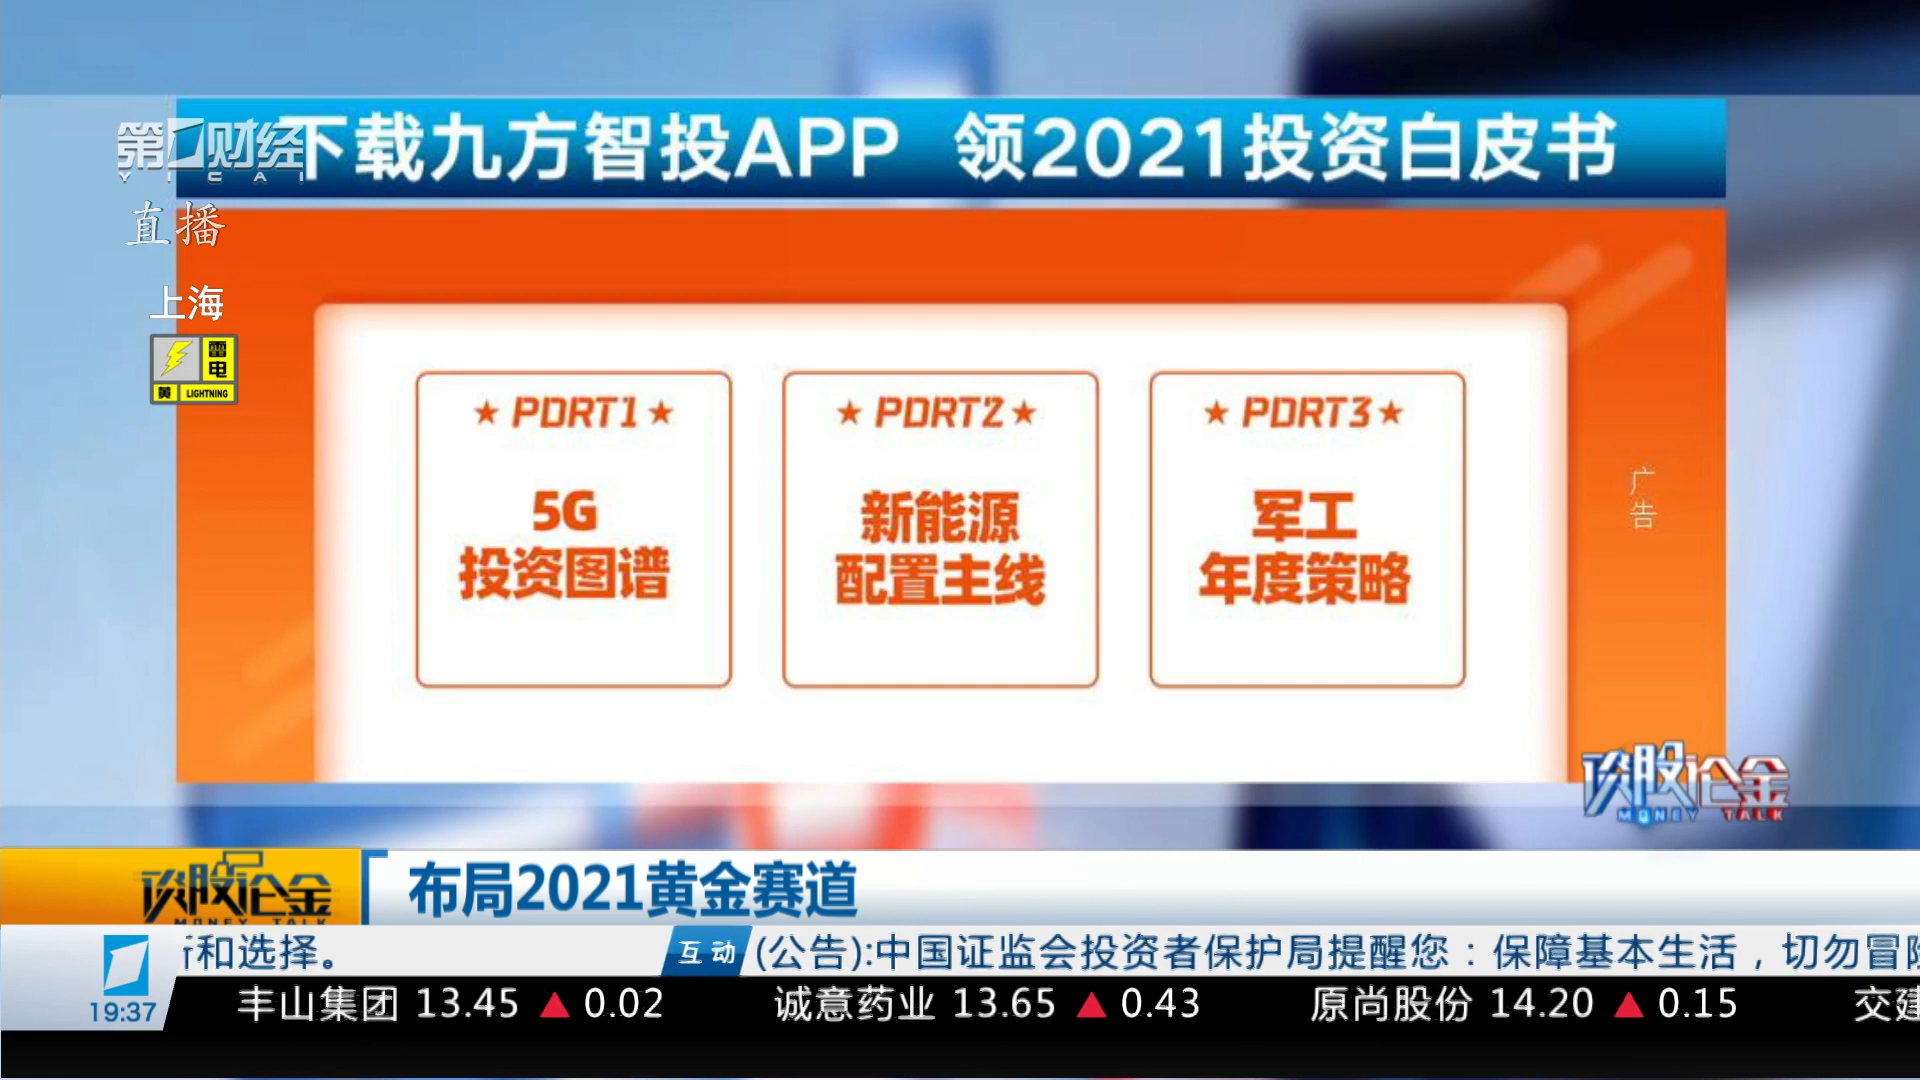 下载九方智投APP 领2021投资白皮书
第1财经
YICAI
直播
上海
雷电
黄 LIGHTNING
★ PDRT1 ★
5G
投资图谱
★ PDRT2 ★
新能源
配置主线
★ PDRT3 ★
军工
年度策略
广告
谈股论金
MONEY TALK
谈股论金
MONEY TALK
布局2021黄金赛道
和选择。 互动 (公告):中国证监会投资者保护局提醒您：保障基本生活，切勿冒
19:37
丰山集团 13.45 ▲ 0.02 诚意药业 13.65 ▲ 0.43 原尚股份 14.20 ▲ 0.15 交